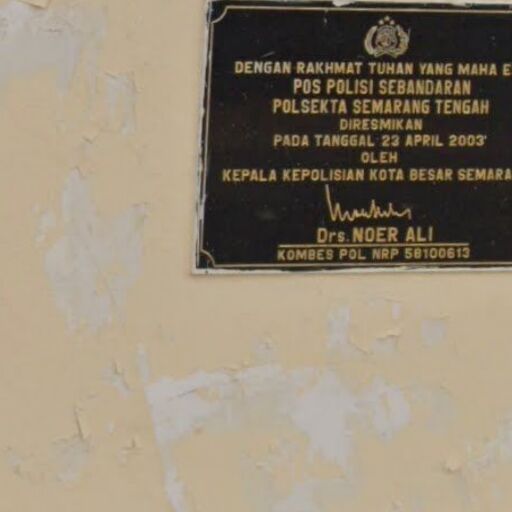 DENGAN RAKHMAT TUHAN YANG MAHA E
POS POLISI SEBANDARAN
POLSEKTA SEMARANG TENGAH
DIRESMIKAN
PADA TANGGAL 23 APRIL 2003
OLEH
KEPALA KEPOLISIAN KOTA BESAR SEMARA
Drs. NOER ALI
KOMBES POL NRP 58100613